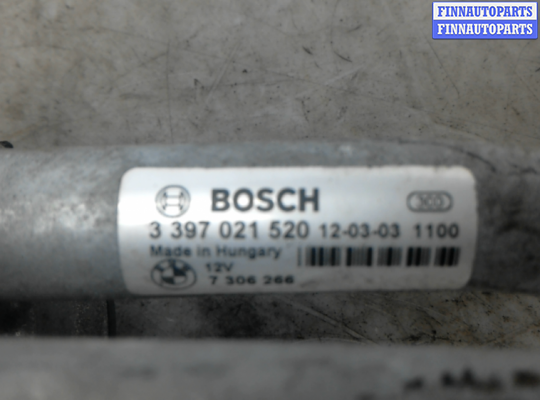 FINNAUTOPARTS
FINNAUTOPARTS
BOSCH
3 397 021 520 12-03-03 1100
Made in Hungary
12V
7 306 266